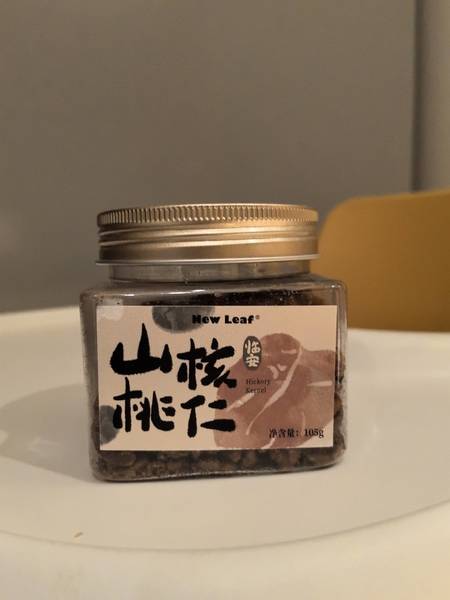 New Leaf®
山核
桃仁
临安
Hickory
Kernel
净含量：105g